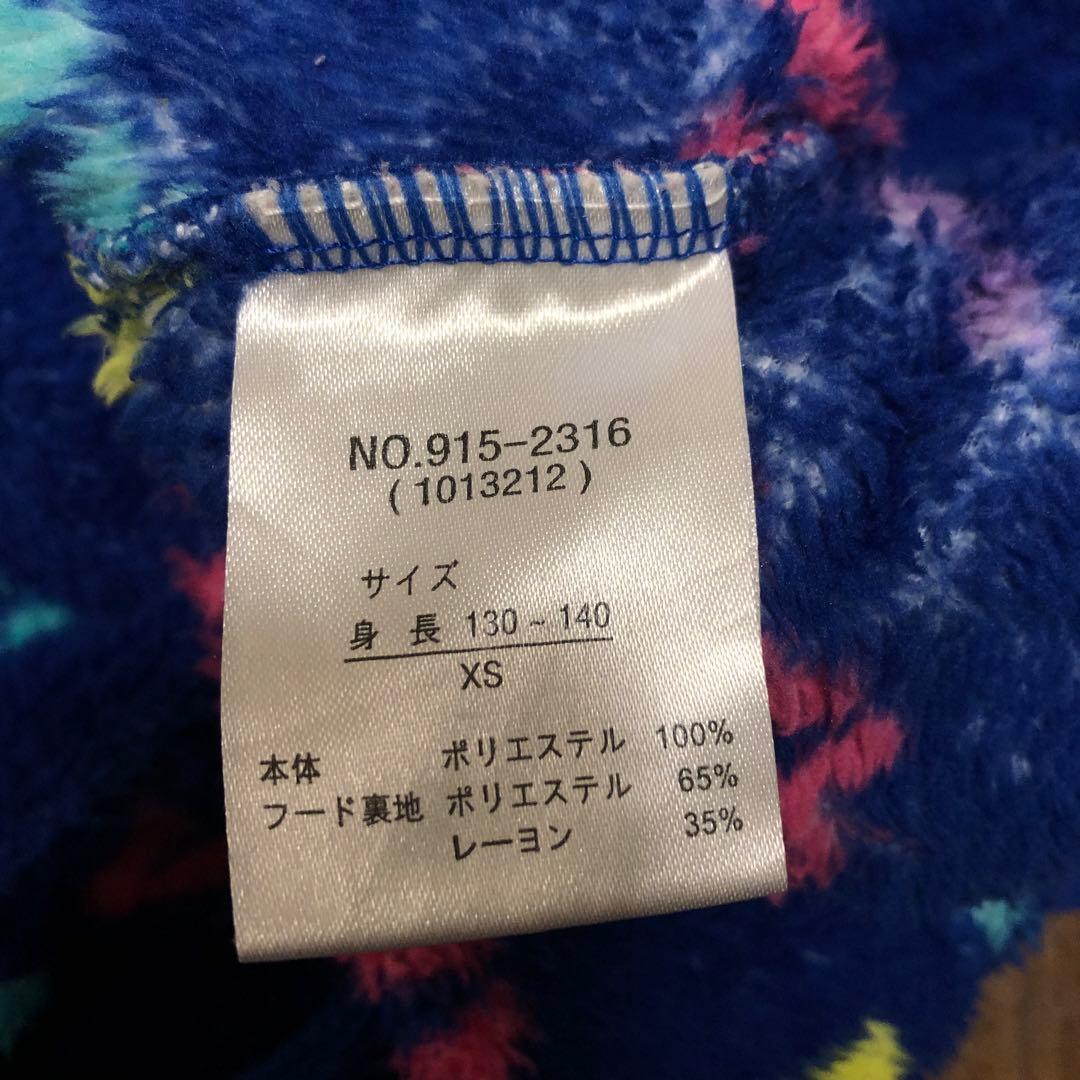 NO.915-2316
(1013212)
サイズ
身 長 130 ~ 140
XS
本体 ポリエステル 100%
フード裏地 ポリエステル 65%
レーヨン 35%